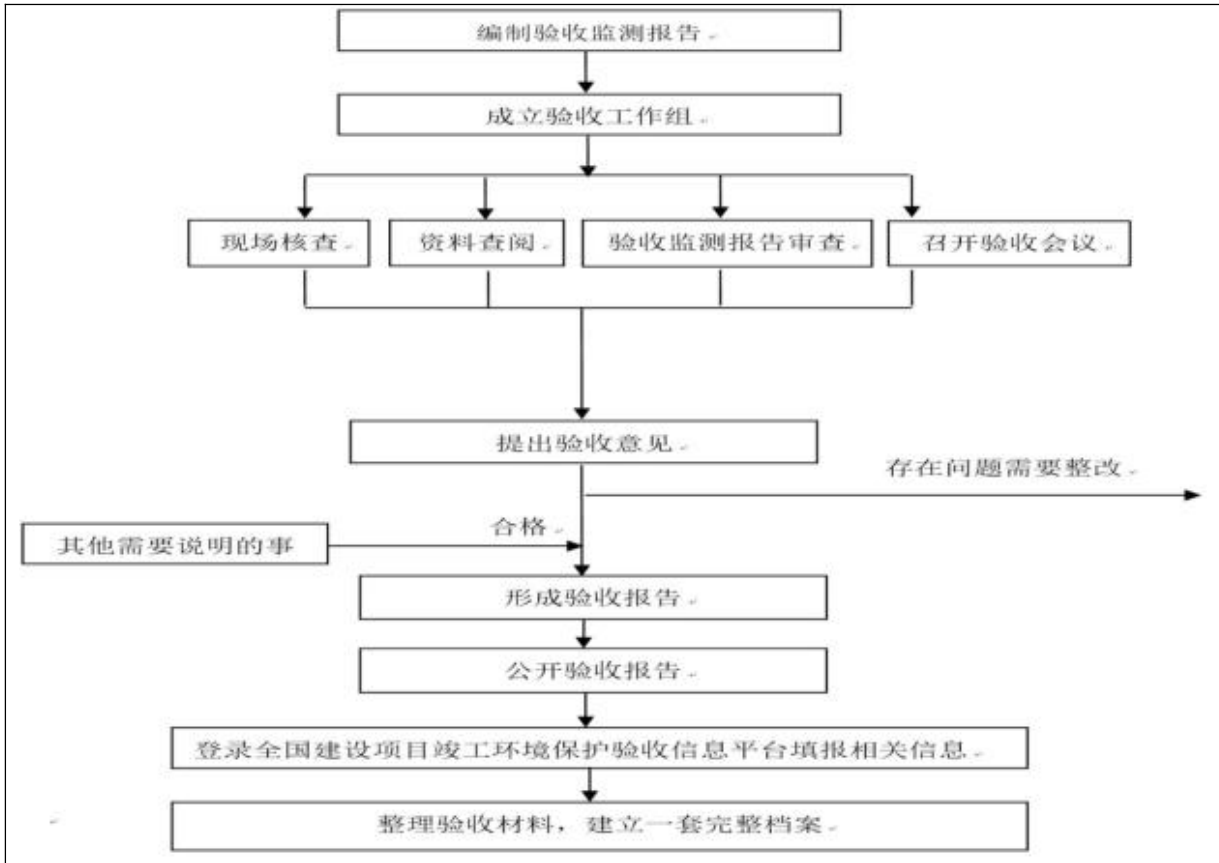 编制验收监测报告
成立验收工作组
现场核查
资料查阅
验收监测报告审查
召开验收会议
提出验收意见
存在问题需要整改
合格
其他需要说明的事
形成验收报告
公开验收报告
登录全国建设项目竣工环境保护验收信息平台填报相关信息
整理验收材料，建立一套完整档案